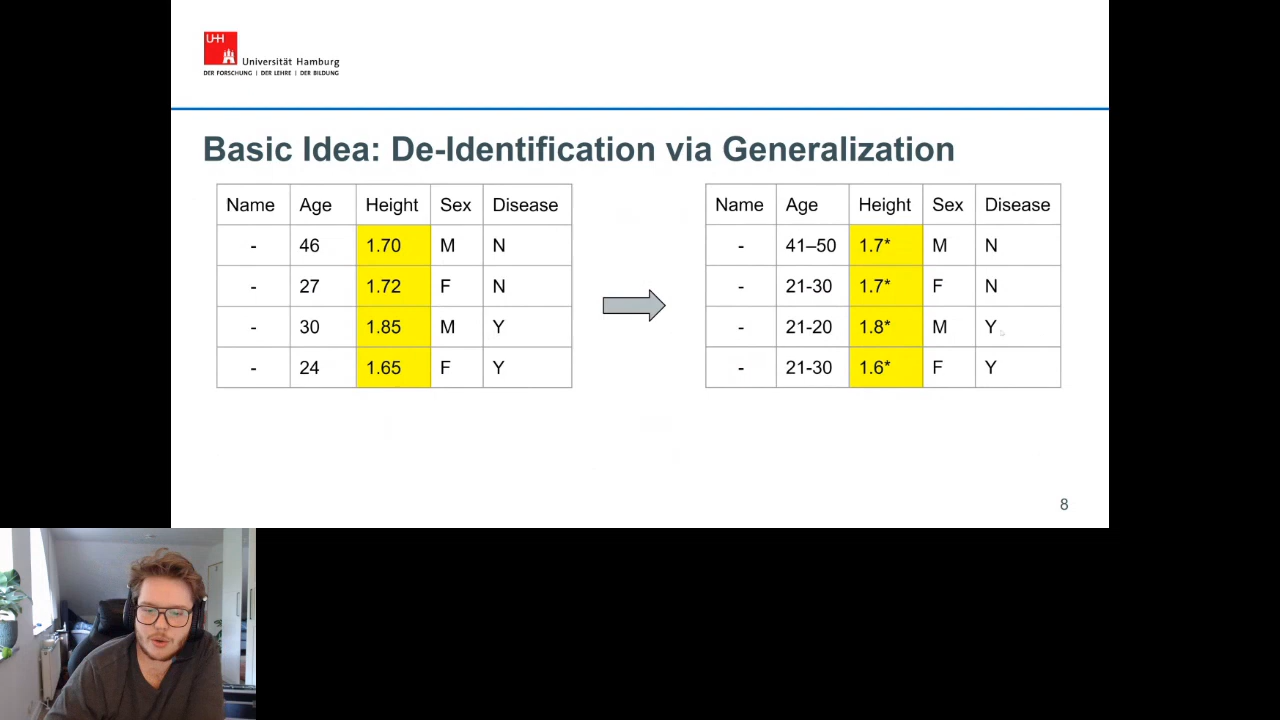 UHH
Universität Hamburg
DER FORSCHUNG | DER LEHRE | DER BILDUNG
Basic Idea: De-Identification via Generalization
Name Age Height Sex Disease
- 46 1.70 M N
- 27 1.72 F N
- 30 1.85 M Y
- 24 1.65 F Y
Name Age Height Sex Disease
- 41–50 1.7* M N
- 21-30 1.7* F N
- 21-20 1.8* M Y
- 21-30 1.6* F Y
8